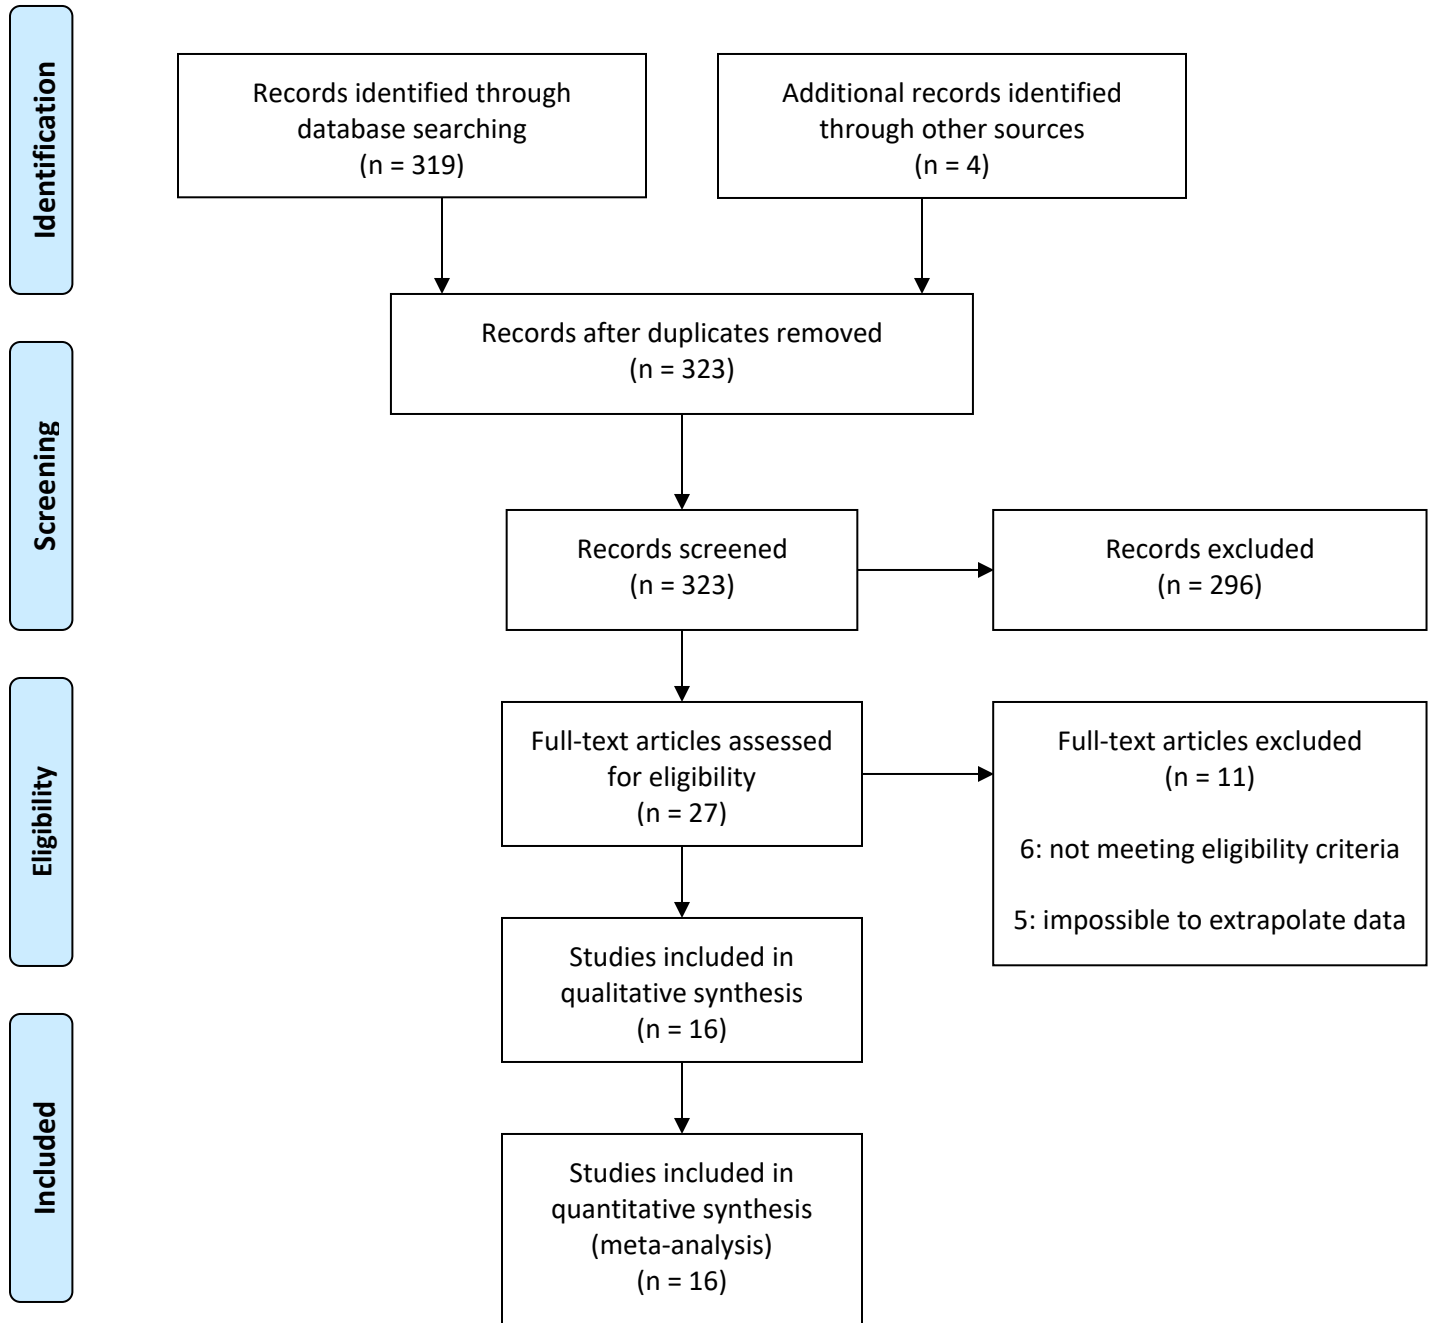 Identification
Records identified through
database searching
(n = 319)
Additional records identified
through other sources
(n = 4)
Records after duplicates removed
(n = 323)
Screening
Records screened
(n = 323)
Records excluded
(n = 296)
Eligibility
Full-text articles assessed
for eligibility
(n = 27)
Full-text articles excluded
(n = 11)
6: not meeting eligibility criteria
5: impossible to extrapolate data
Studies included in
qualitative synthesis
(n = 16)
Included
Studies included in
quantitative synthesis
(meta-analysis)
(n = 16)